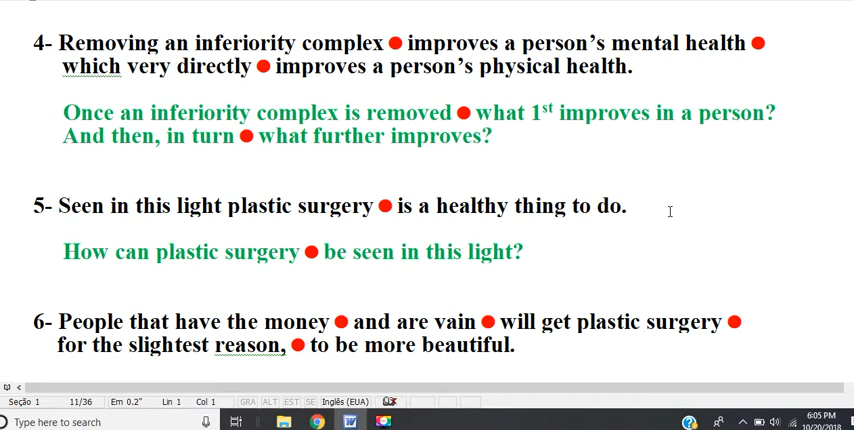 4- Removing an inferiority complex ● improves a person's mental health ●
which very directly ● improves a person's physical health.
Once an inferiority complex is removed ● what 1st improves in a person?
And then, in turn ● what further improves?
5- Seen in this light plastic surgery ● is a healthy thing to do.
How can plastic surgery ● be seen in this light?
6- People that have the money ● and are vain ● will get plastic surgery ●
for the slightest reason, ● to be more beautiful.
Seção 1 11/36 Em 0.2" Lin 1 Col 1 GRA ALT EST SE Inglês (EUA)
Type here to search
6:05 PM
10/20/2018